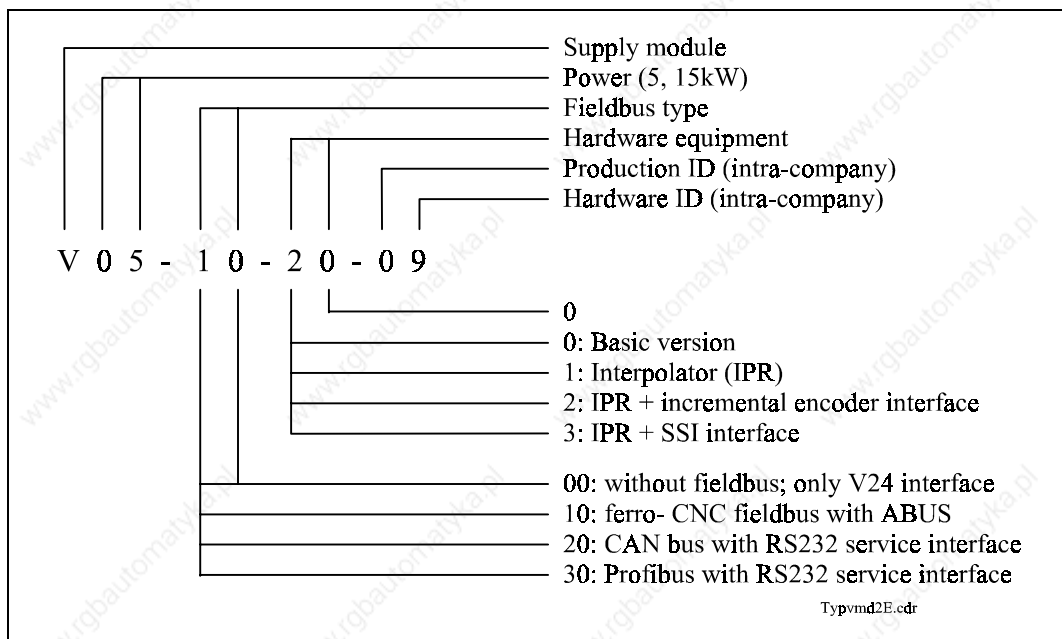 Supply module
Power (5, 15kW)
Fieldbus type
Hardware equipment
Production ID (intra-company)
Hardware ID (intra-company)
V 0 5 - 1 0 - 2 0 - 0 9
0
0: Basic version
1: Interpolator (IPR)
2: IPR + incremental encoder interface
3: IPR + SSI interface
00: without fieldbus; only V24 interface
10: ferro- CNC fieldbus with ABUS
20: CAN bus with RS232 service interface
30: Profibus with RS232 service interface
Typvmd2E.cdr
www.rgbautomatyka.pl